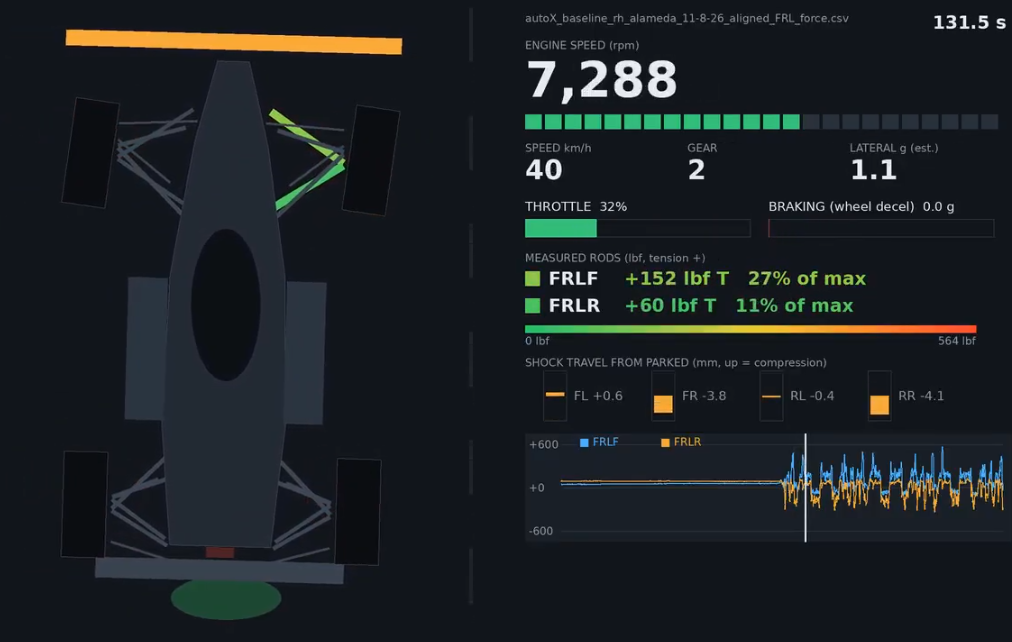 autoX_baseline_rh_alameda_11-8-26_aligned_FRL_force.csv
131.5 s
ENGINE SPEED (rpm)
7,288
SPEED km/h GEAR LATERAL g (est.)
40 2 1.1
THROTTLE 32% BRAKING (wheel decel) 0.0 g
MEASURED RODS (lbf, tension +)
FRLF +152 lbf T 27% of max
FRLR +60 lbf T 11% of max
0 lbf 564 lbf
SHOCK TRAVEL FROM PARKED (mm, up = compression)
FL +0.6 FR -3.8 RL -0.4 RR -4.1
+600 FRLF FRLR
+0
-600